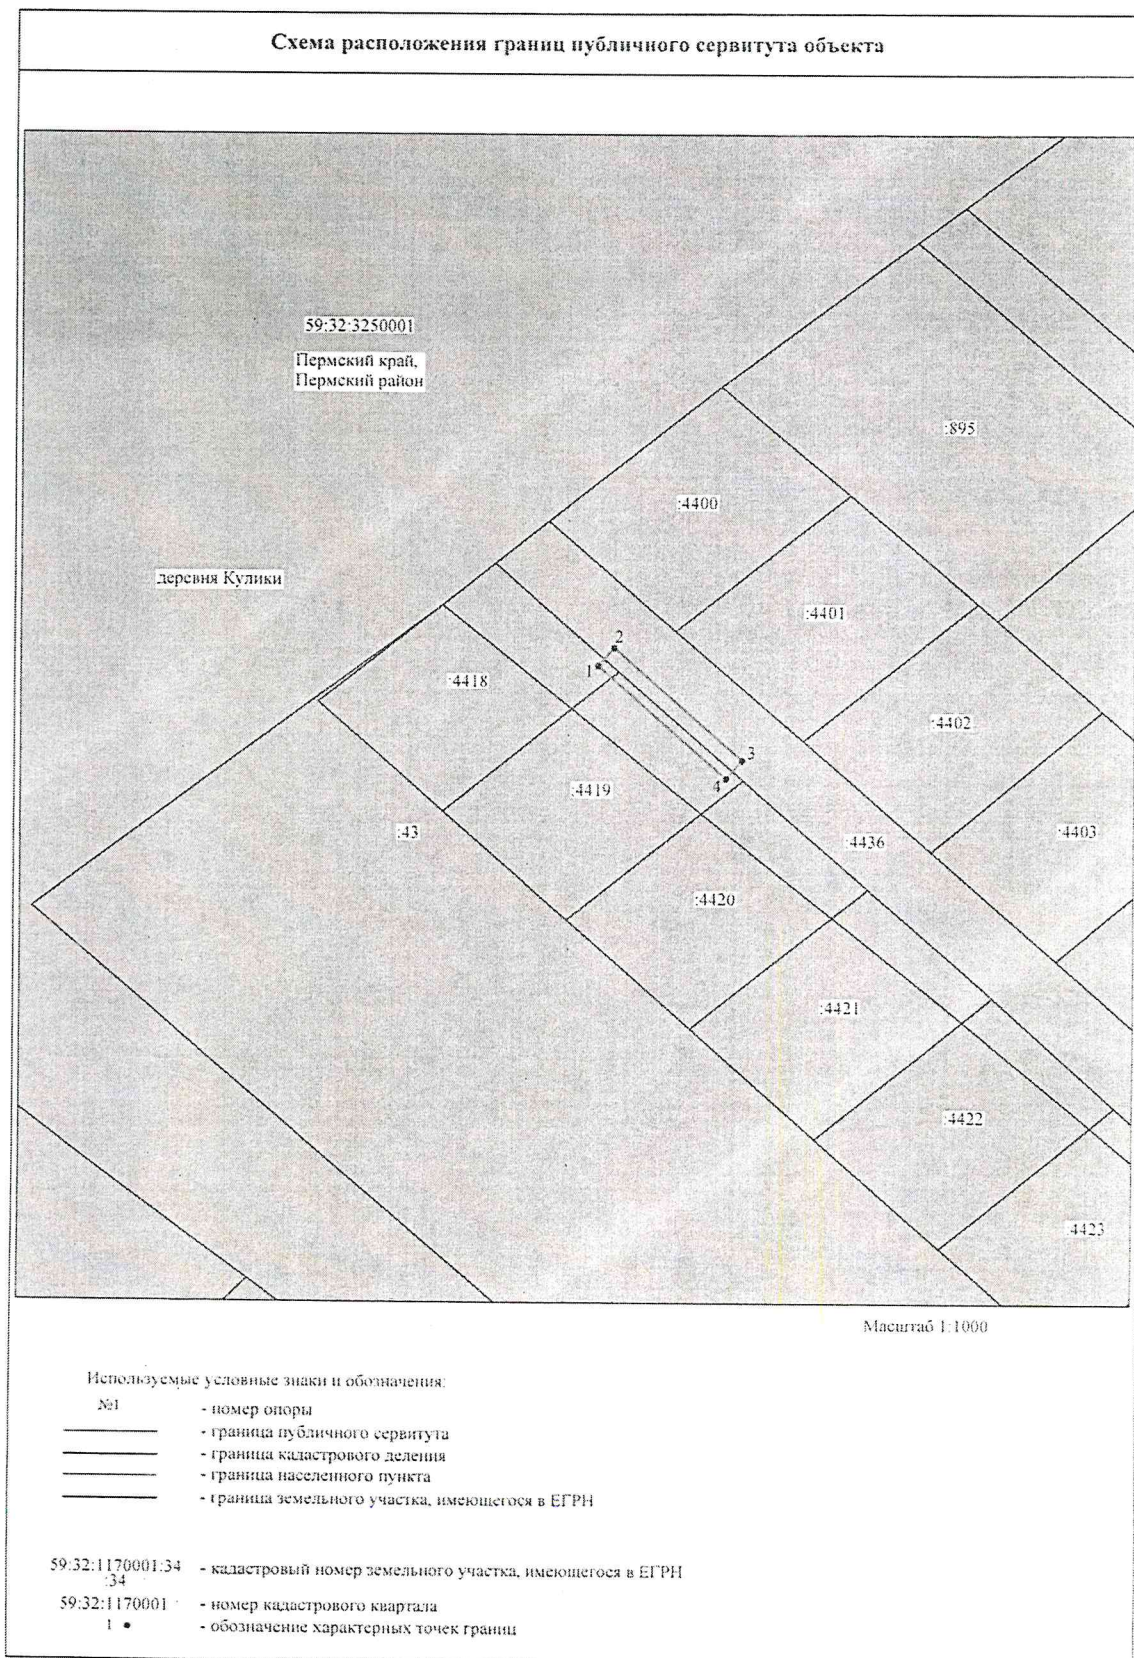 Схема расположения границ публичного сервитута объекта
59:32:3250001
Пермский край,
Пермский район
:895
:4400
деревня Кулики
:4401
2
1
:4418
:4402
3
4
:4419
:43
:4436
:4403
:4420
:4421
:4422
:4423
Масштаб 1:1000
Используемые условные знаки и обозначения:
№1 - номер опоры
- граница публичного сервитута
- граница кадастрового деления
- граница населенного пункта
- граница земельного участка, имеющегося в ЕГРН
59:32:1170001:34 - кадастровый номер земельного участка, имеющегося в ЕГРН
:34
59:32:1170001 - номер кадастрового квартала
1 • - обозначение характерных точек границ